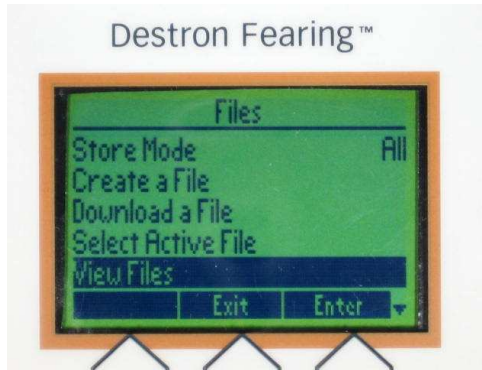 Destron Fearing™
Files
Store Mode All
Create a File
Download a File
Select Active File
View Files
Exit Enter